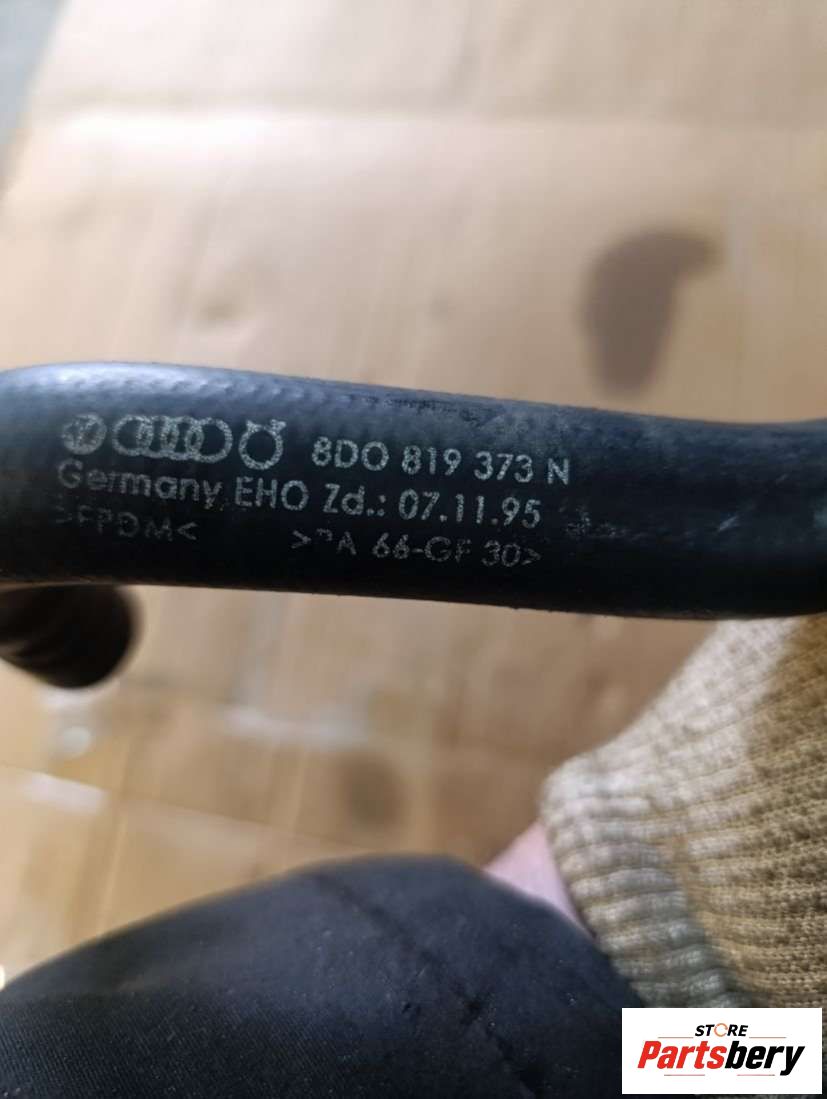 8D0 819 373 N
Germany EHO Zd.: 07.11.95
>EPDM< >PA 66-GF 30>
STORE
Partsbery